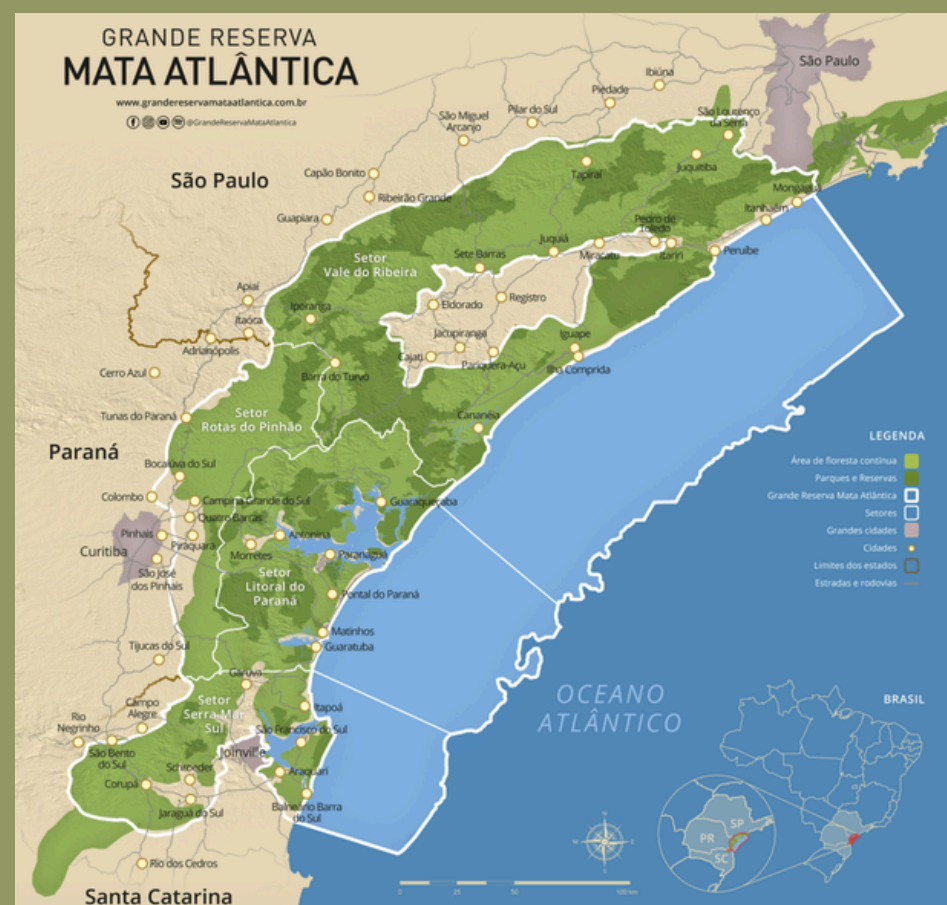 GRANDE RESERVA
MATA ATLÂNTICA
www.grandereservamataatlantica.com.br
@GrandeReservaMataAtlantica
São Paulo
Ibiúna
Piedade
Pilar do Sul
São Miguel
Arcanjo
São Lourenço
da Serra
São Paulo
Capão Bonito
Ribeirão Grande
Guapiara
Tapiraí
Juquitiba
Mongaguá
Itanhaém
Pedro de
Toledo
Juquiá
Miracatu
Itariri
Peruíbe
Sete Barras
Setor
Vale do Ribeira
Apiaí
Itaóca
Iporanga
Eldorado
Registro
Adrianópolis
Jacupiranga
Cajati
Pariquera-Açu
Iguape
Ilha Comprida
Cerro Azul
Barra do Turvo
Tunas do Paraná
Setor
Rotas do Pinhão
Cananéia
Paraná
Bocaiúva do Sul
Colombo
Campina Grande do Sul
Quatro Barras
Guaraqueçaba
Pinhais
Piraquara
Curitiba
São José
dos Pinhais
Antonina
Morretes
Paranaguá
Setor
Litoral do
Paraná
Pontal do Paraná
Matinhos
Guaratuba
Tijucas do Sul
Garuva
Campo
Alegre
Rio
Negrinho
São Bento
do Sul
Setor
Serra Mar
Sul
Itapoá
São Francisco do Sul
Joinville
Schroeder
Corupá
Araquari
Jaraguá do Sul
Balneário Barra
do Sul
Rio dos Cedros
Santa Catarina
OCEANO
ATLÂNTICO
LEGENDA
Área de floresta contínua
Parques e Reservas
Grande Reserva Mata Atlântica
Setores
Grandes cidades
Cidades
Limites dos estados
Estradas e rodovias
BRASIL
SP
PR
SC
N
0 25 50 100 km